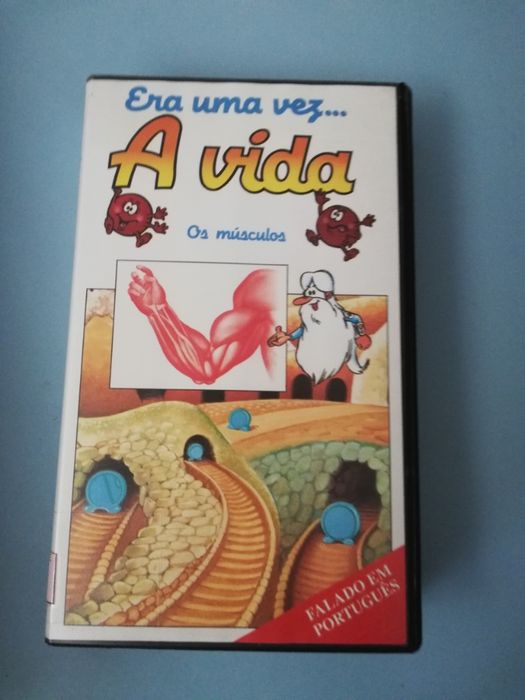 Era uma vez...
A vida
Os músculos
FALADO EM
PORTUGUÊS